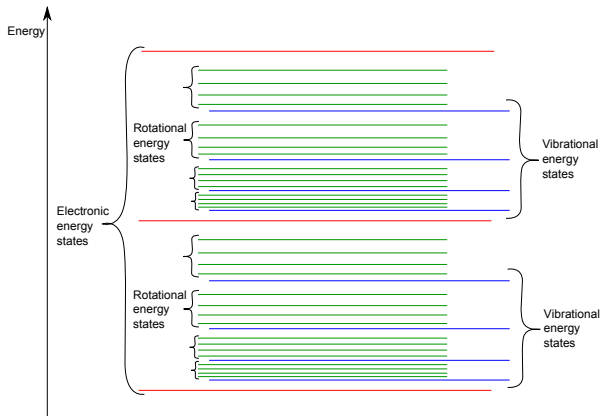 Energy
Rotational
energy
states
Vibrational
energy
states
Electronic
energy
states
Rotational
energy
states
Vibrational
energy
states